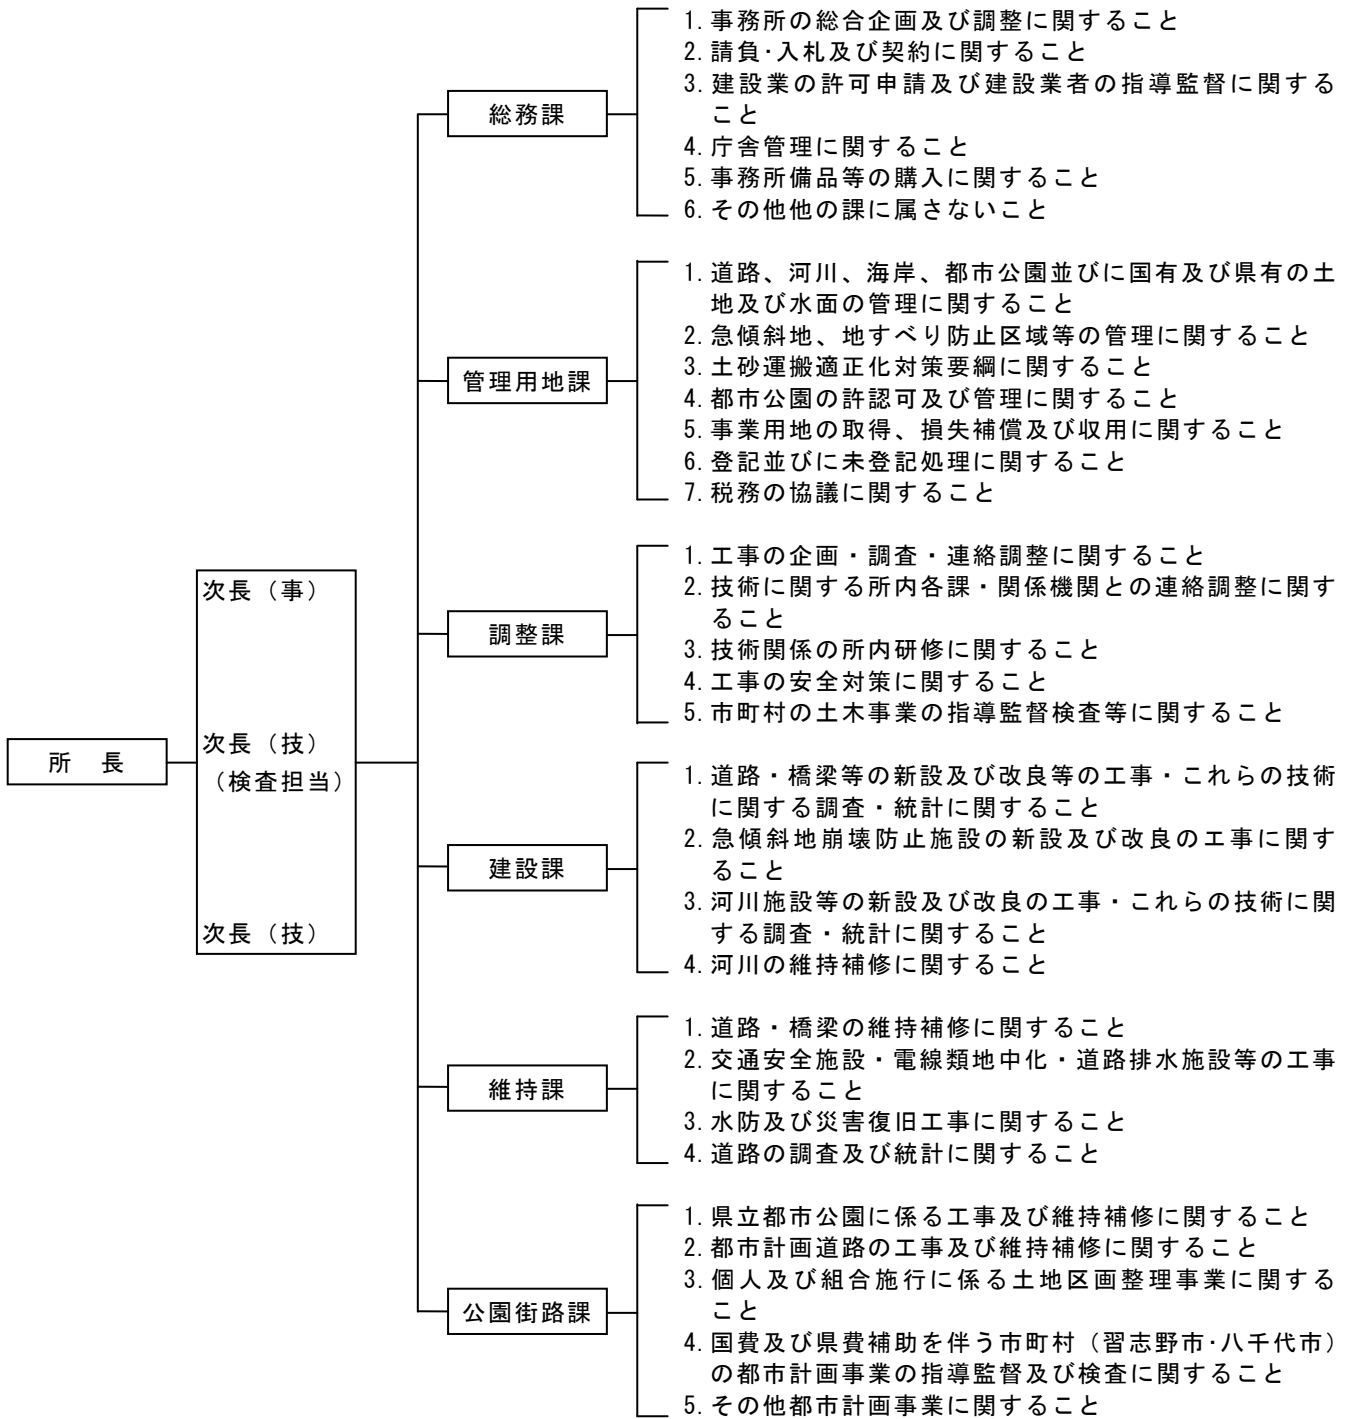 所　長
次長（事）
次長（技）
（検査担当）
次長（技）
総務課
1. 事務所の総合企画及び調整に関すること
2. 請負･入札及び契約に関すること
3. 建設業の許可申請及び建設業者の指導監督に関する
こと
4. 庁舎管理に関すること
5. 事務所備品等の購入に関すること
6. その他他の課に属さないこと
管理用地課
1. 道路、河川、海岸、都市公園並びに国有及び県有の土
地及び水面の管理に関すること
2. 急傾斜地、地すべり防止区域等の管理に関すること
3. 土砂運搬適正化対策要綱に関すること
4. 都市公園の許認可及び管理に関すること
5. 事業用地の取得、損失補償及び収用に関すること
6. 登記並びに未登記処理に関すること
7. 税務の協議に関すること
調整課
1. 工事の企画・調査・連絡調整に関すること
2. 技術に関する所内各課・関係機関との連絡調整に関す
ること
3. 技術関係の所内研修に関すること
4. 工事の安全対策に関すること
5. 市町村の土木事業の指導監督検査等に関すること
建設課
1. 道路・橋梁等の新設及び改良等の工事・これらの技術
に関する調査・統計に関すること
2. 急傾斜地崩壊防止施設の新設及び改良の工事に関す
ること
3. 河川施設等の新設及び改良の工事・これらの技術に関
する調査・統計に関すること
4. 河川の維持補修に関すること
維持課
1. 道路・橋梁の維持補修に関すること
2. 交通安全施設・電線類地中化・道路排水施設等の工事
に関すること
3. 水防及び災害復旧工事に関すること
4. 道路の調査及び統計に関すること
公園街路課
1. 県立都市公園に係る工事及び維持補修に関すること
2. 都市計画道路の工事及び維持補修に関すること
3. 個人及び組合施行に係る土地区画整理事業に関する
こと
4. 国費及び県費補助を伴う市町村（習志野市･八千代市）
の都市計画事業の指導監督及び検査に関すること
5. その他都市計画事業に関すること